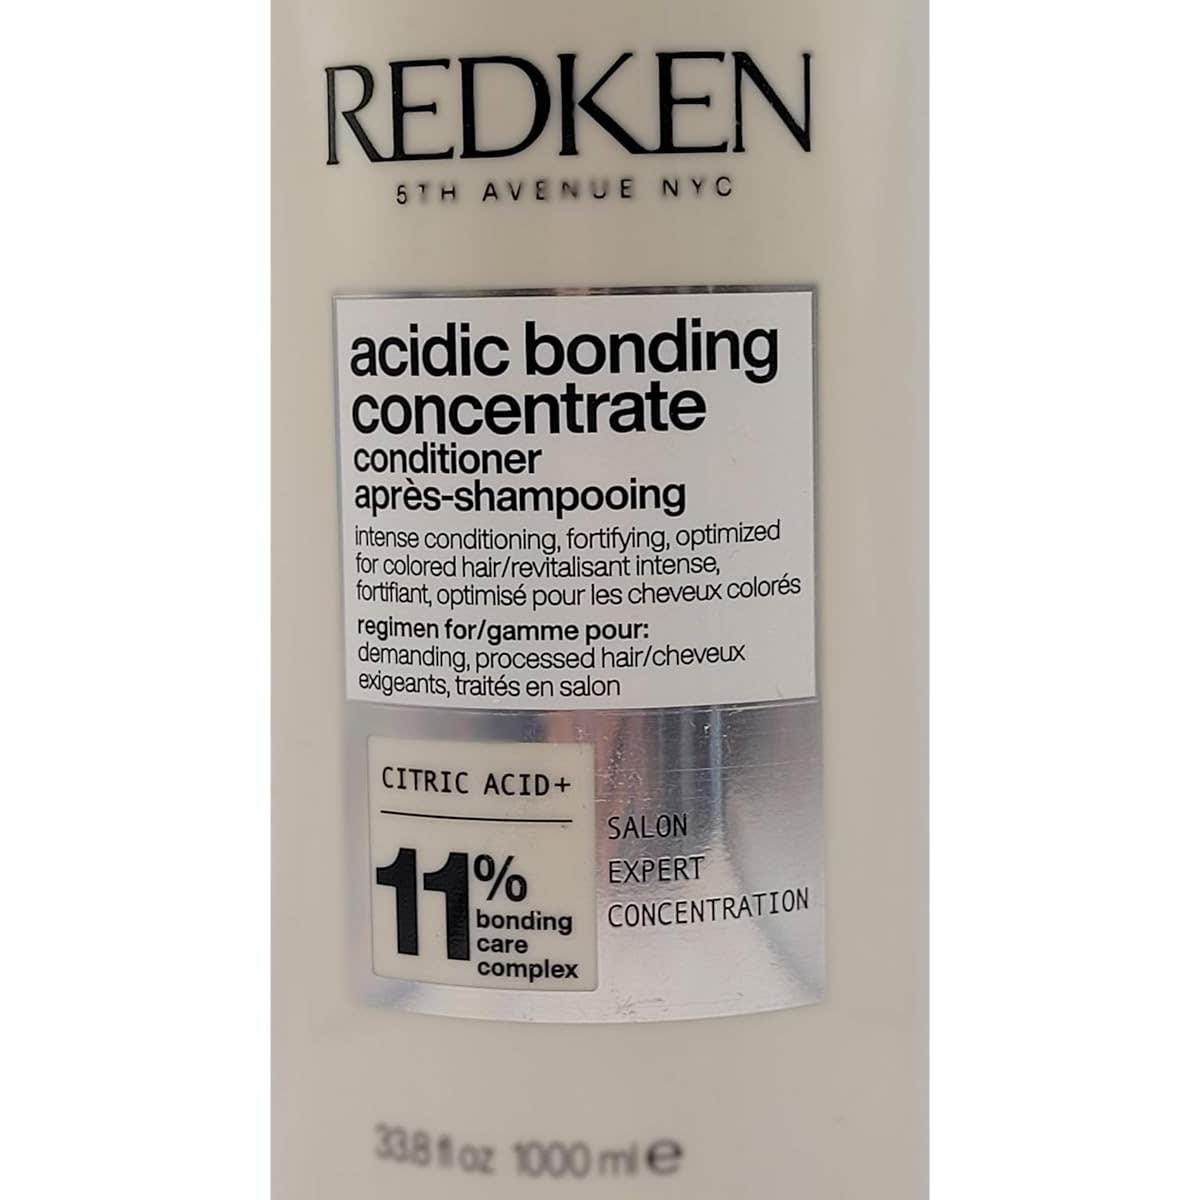 REDKEN
5TH AVENUE NYC
acidic bonding
concentrate
conditioner
après-shampooing
intense conditioning, fortifying, optimized
for colored hair/revitalisant intense,
fortifiant, optimisé pour les cheveux colorés
regimen for/gamme pour:
demanding, processed hair/cheveux
exigeants, traités en salon
CITRIC ACID+
11%
bonding
care
complex
SALON
EXPERT
CONCENTRATION
33.8 fl oz 1000 ml e